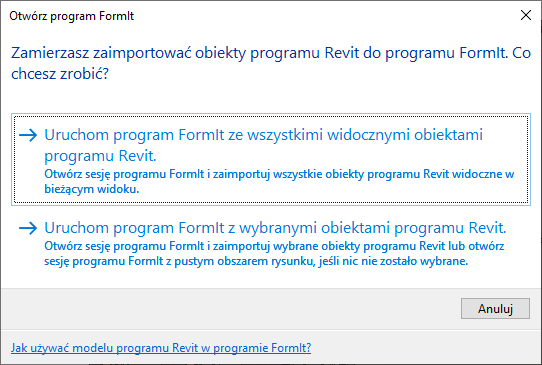 Otwórz program FormIt
Zamierzasz zaimportować obiekty programu Revit do programu FormIt. Co
chcesz zrobić?
Uruchom program FormIt ze wszystkimi widocznymi obiektami
programu Revit.
Otwórz sesję programu FormIt i zaimportuj wszystkie obiekty programu Revit widoczne w
bieżącym widoku.
Uruchom program FormIt z wybranymi obiektami programu Revit.
Otwórz sesję programu FormIt i zaimportuj wybrane obiekty programu Revit lub otwórz
sesję programu FormIt z pustym obszarem rysunku, jeśli nic nie zostało wybrane.
Anuluj
Jak używać modelu programu Revit w programie FormIt?